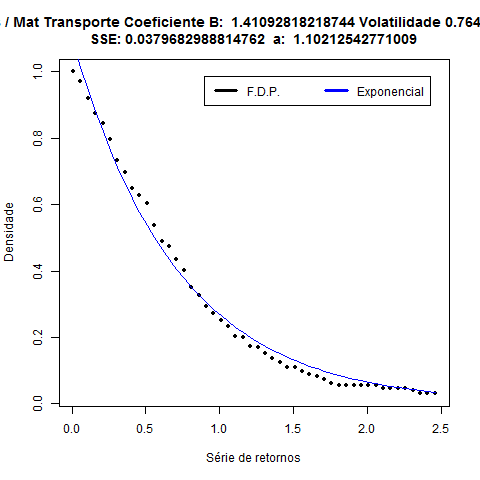 / Mat Transporte Coeficiente B: 1.41092818218744 Volatilidade 0.764
SSE: 0.0379682988814762 a: 1.10212542771009
F.D.P.
Exponencial
Densidade
1.0
0.8
0.6
0.4
0.2
0.0
0.0 0.5 1.0 1.5 2.0 2.5
Série de retornos